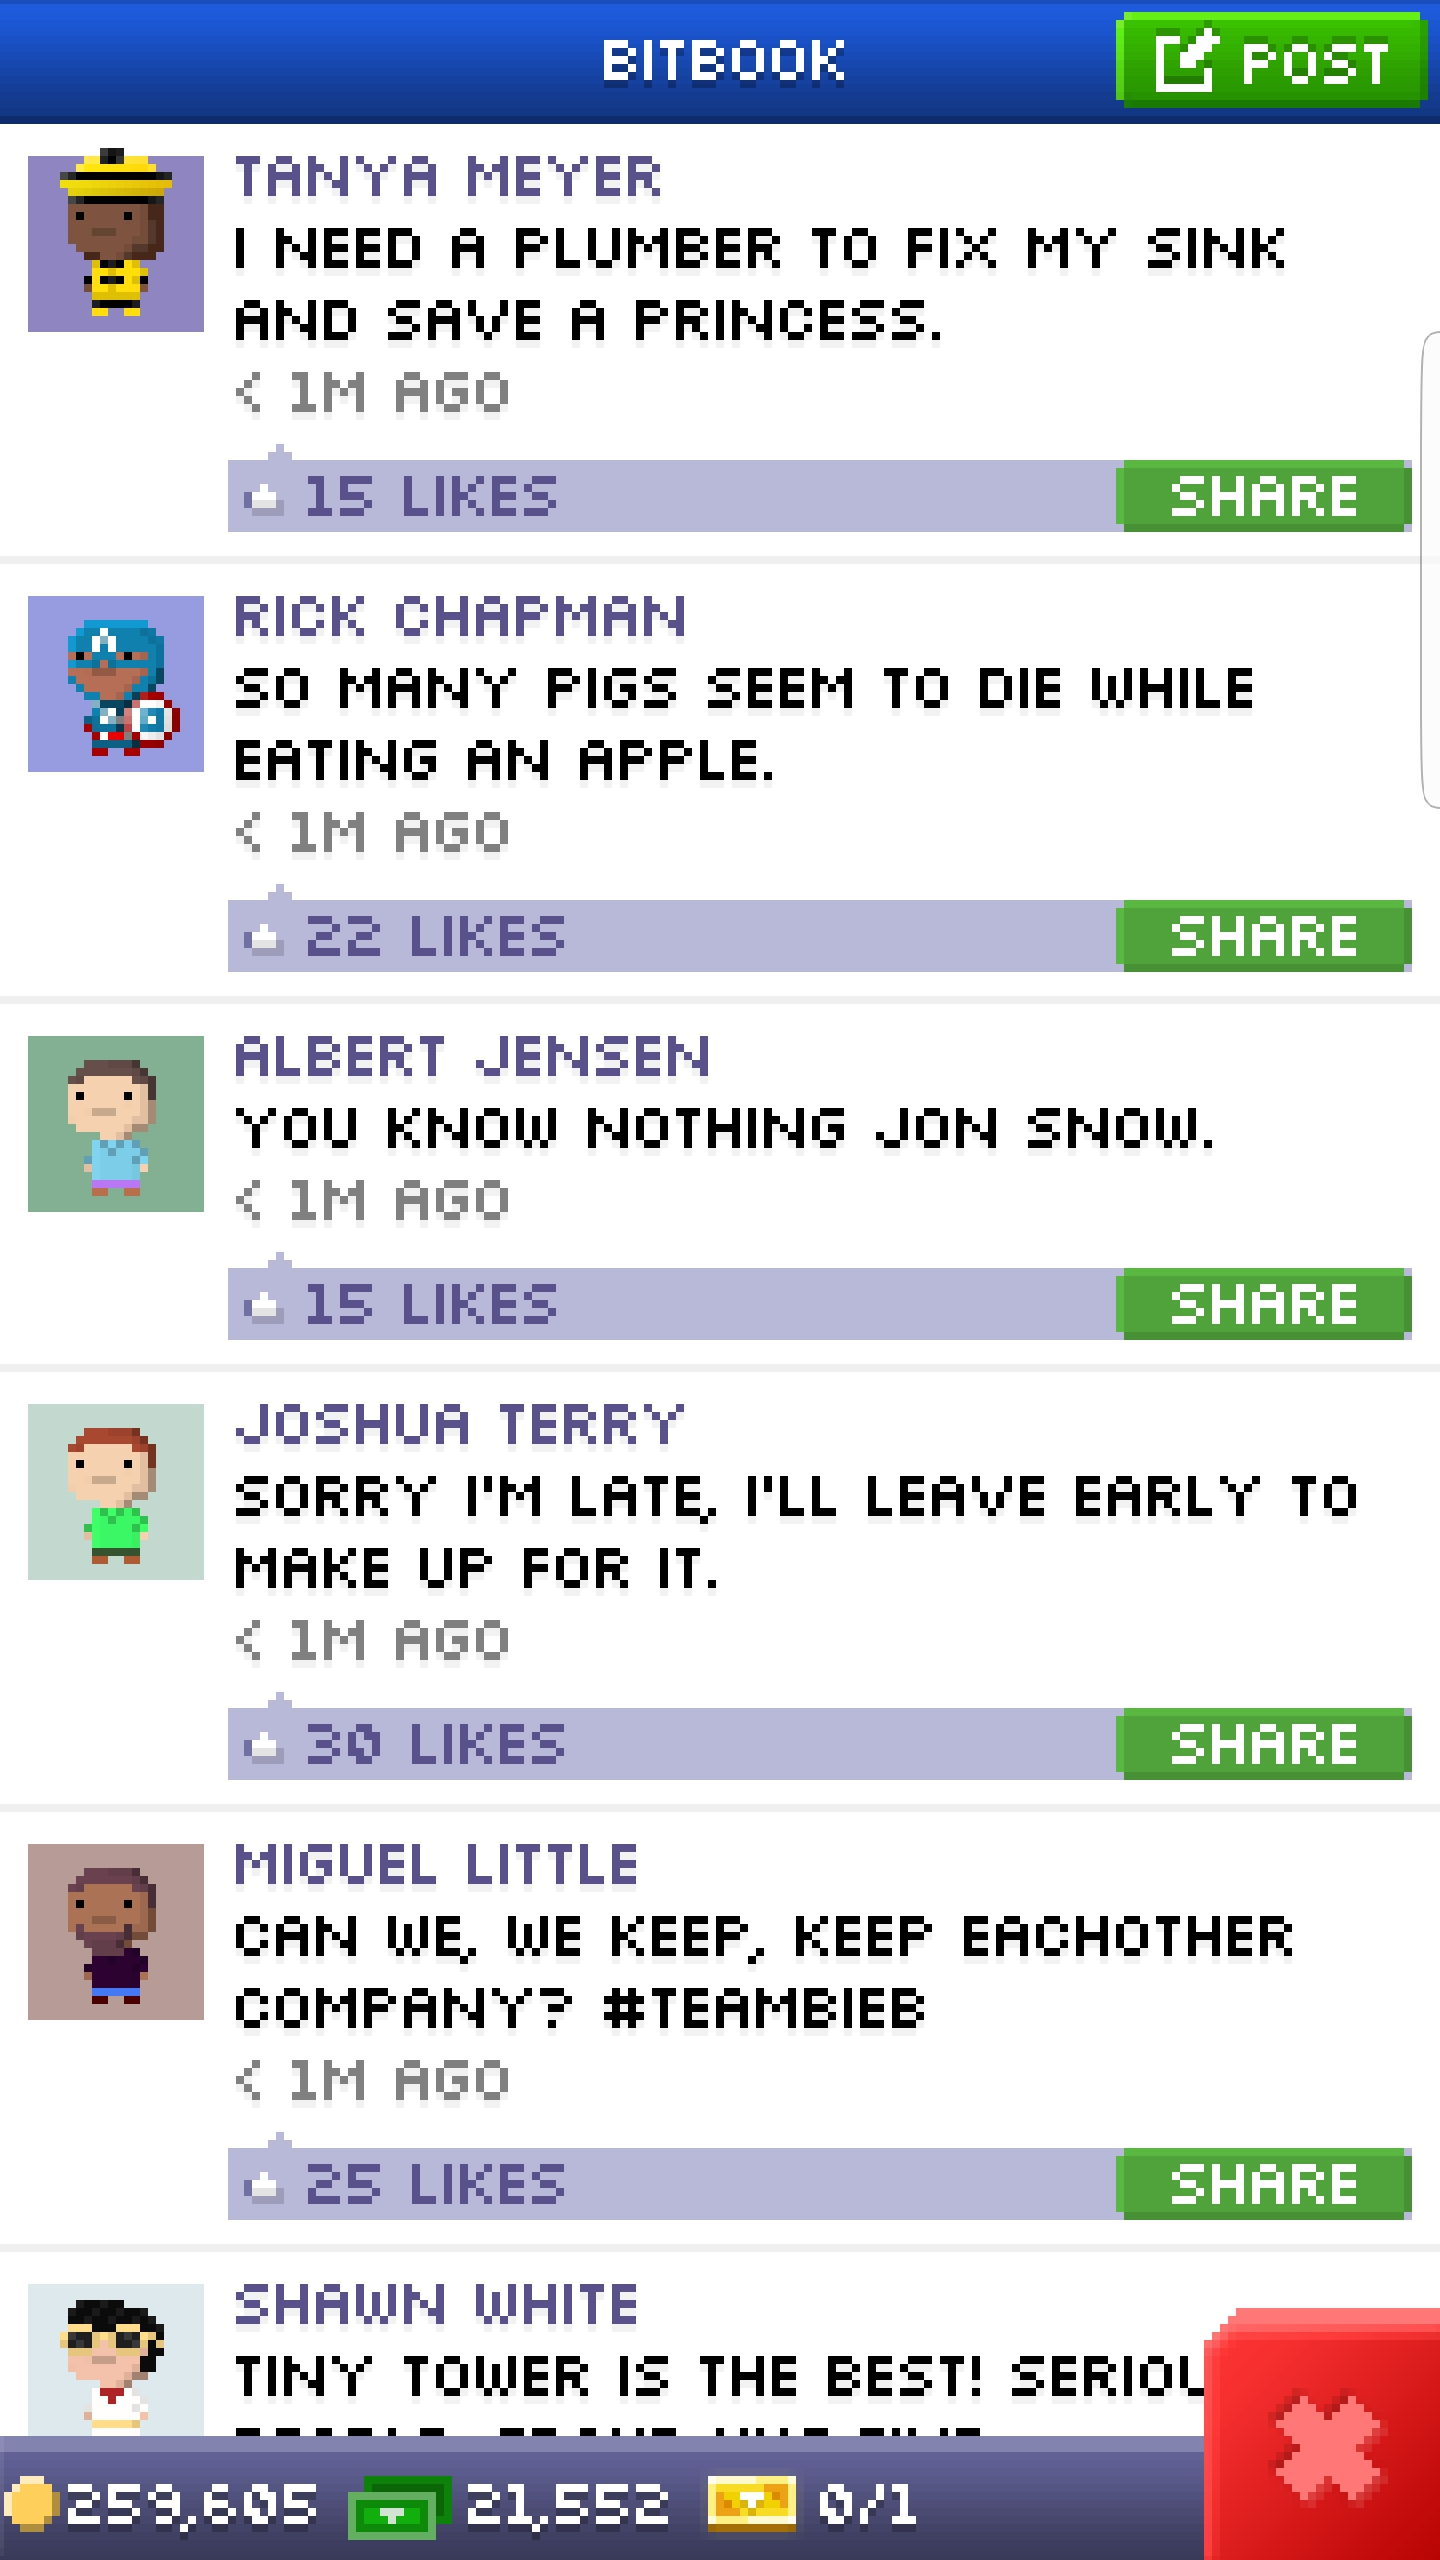 BITBOOK
POST
TANYA MEYER
I NEED A PLUMBER TO FIX MY SINK
AND SAVE A PRINCESS.
< 1M AGO
15 LIKES
SHARE
RICK CHAPMAN
SO MANY PIGS SEEM TO DIE WHILE
EATING AN APPLE.
< 1M AGO
22 LIKES
SHARE
ALBERT JENSEN
YOU KNOW NOTHING JON SNOW.
< 1M AGO
15 LIKES
SHARE
JOSHUA TERRY
SORRY I'M LATE, I'LL LEAVE EARLY TO
MAKE UP FOR IT.
< 1M AGO
30 LIKES
SHARE
MIGUEL LITTLE
CAN WE, WE KEEP, KEEP EACHOTHER
COMPANY? #TEAMBIEB
< 1M AGO
25 LIKES
SHARE
SHAWN WHITE
TINY TOWER IS THE BEST!
259,605
21,552
0/1